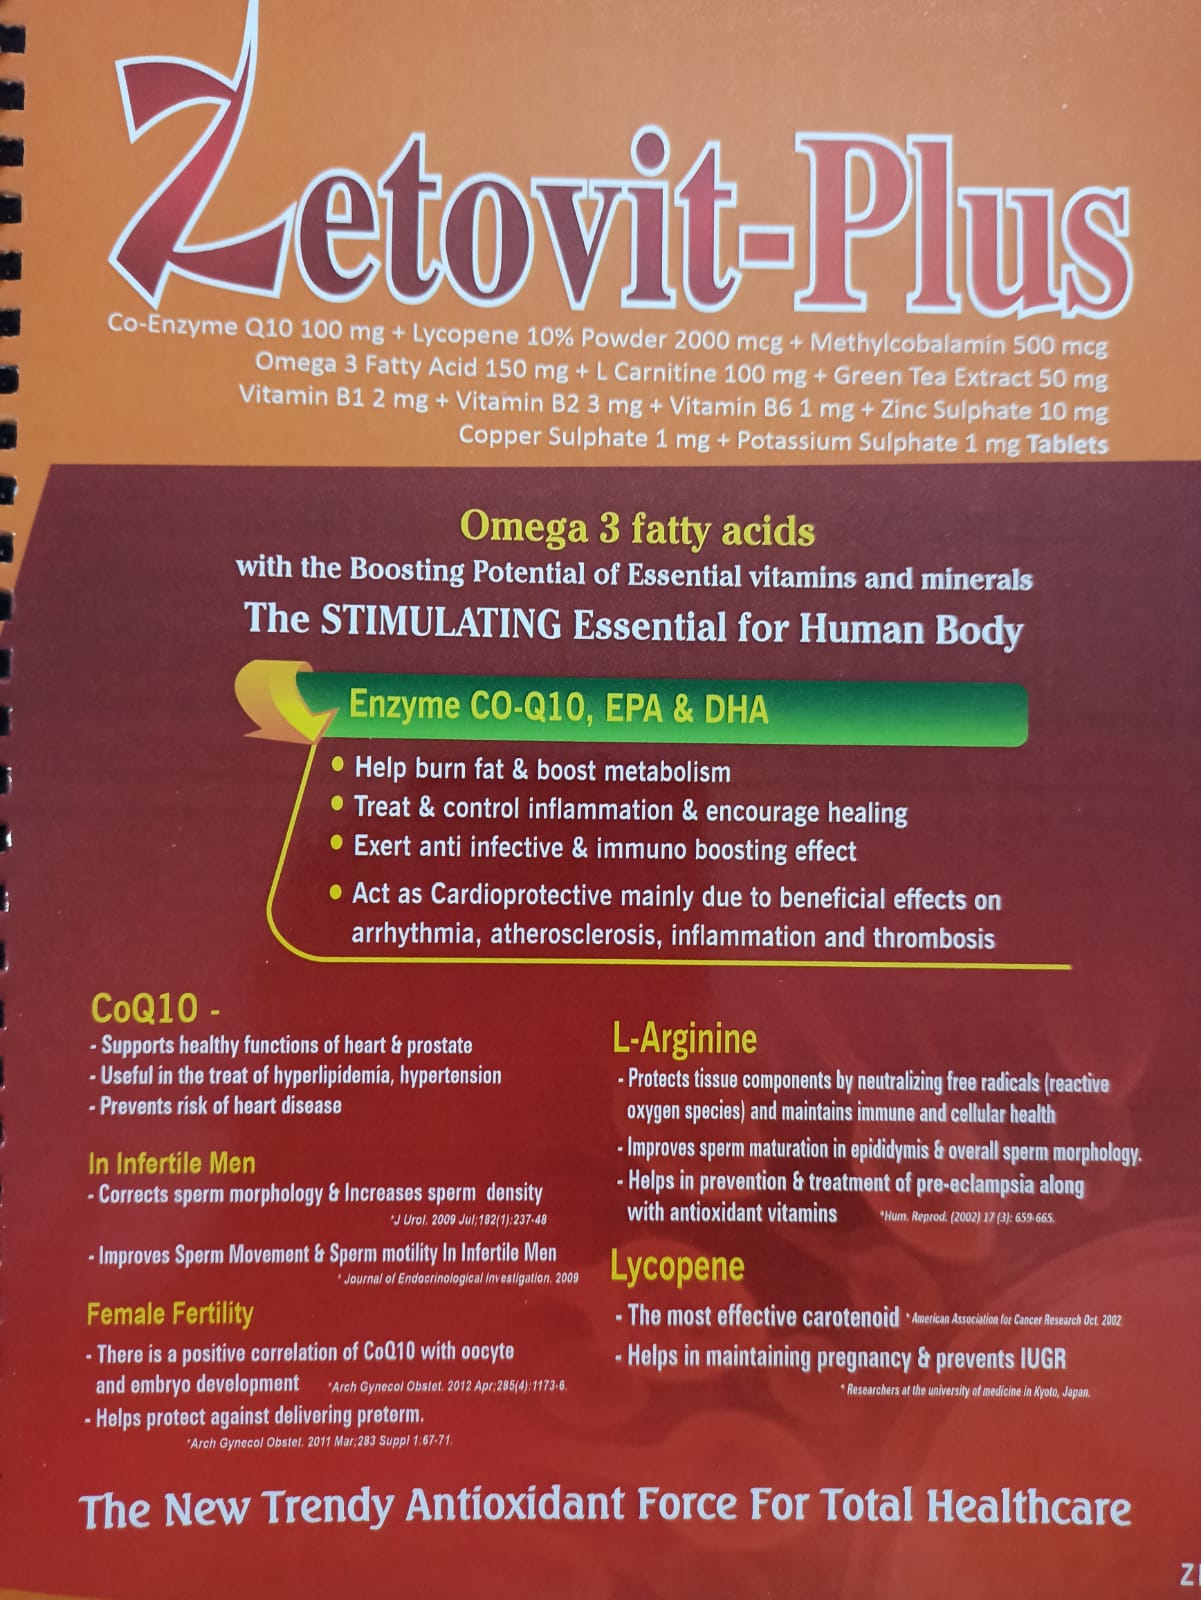 Zetovit-Plus
Co-Enzyme Q10 100 mg + Lycopene 10% Powder 2000 mcg + Methylcobalamin 500 mcg
Omega 3 Fatty Acid 150 mg + L Carnitine 100 mg + Green Tea Extract 50 mg
Vitamin B1 2 mg + Vitamin B2 3 mg + Vitamin B6 1 mg + Zinc Sulphate 10 mg
Copper Sulphate 1 mg + Potassium Sulphate 1 mg Tablets
Omega 3 fatty acids
with the Boosting Potential of Essential vitamins and minerals
The STIMULATING Essential for Human Body
Enzyme CO-Q10, EPA & DHA
• Help burn fat & boost metabolism
• Treat & control inflammation & encourage healing
• Exert anti infective & immuno boosting effect
• Act as Cardioprotective mainly due to beneficial effects on
arrhythmia, atherosclerosis, inflammation and thrombosis
CoQ10 -
- Supports healthy functions of heart & prostate
- Useful in the treat of hyperlipidemia, hypertension
- Prevents risk of heart disease
In Infertile Men
- Corrects sperm morphology & Increases sperm density
*J Urol. 2009 Jul;182(1):237-48
- Improves Sperm Movement & Sperm motility In Infertile Men
* Journal of Endocrinological Investigation. 2009
Female Fertility
- There is a positive correlation of CoQ10 with oocyte
and embryo development *Arch Gynecol Obstet. 2012 Apr;285(4):1173-6.
- Helps protect against delivering preterm.
*Arch Gynecol Obstet. 2011 Mar;283 Suppl 1:67-71.
L-Arginine
- Protects tissue components by neutralizing free radicals (reactive
oxygen species) and maintains immune and cellular health
- Improves sperm maturation in epididymis & overall sperm morphology.
- Helps in prevention & treatment of pre-eclampsia along
with antioxidant vitamins *Hum. Reprod. (2002) 17 (3): 659-665.
Lycopene
- The most effective carotenoid * American Association for Cancer Research Oct. 2002
- Helps in maintaining pregnancy & prevents IUGR
* Researchers at the university of medicine in Kyoto, Japan.
The New Trendy Antioxidant Force For Total Healthcare